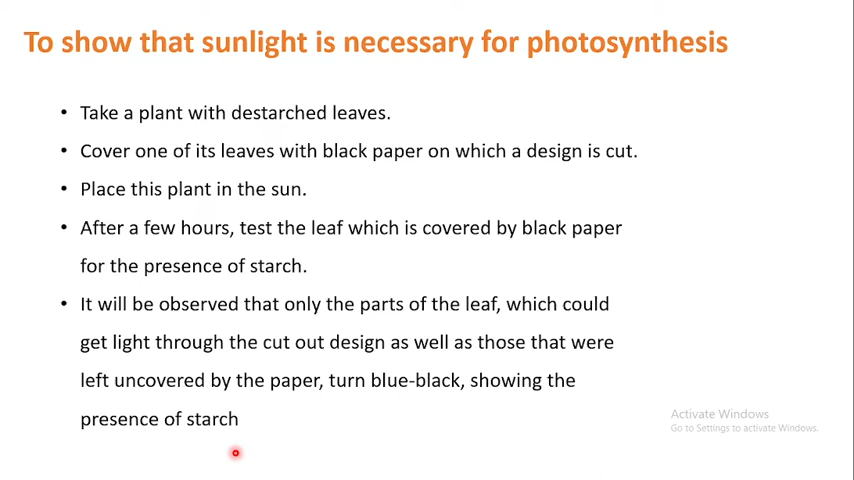 To show that sunlight is necessary for photosynthesis
• Take a plant with destarched leaves.
• Cover one of its leaves with black paper on which a design is cut.
• Place this plant in the sun.
• After a few hours, test the leaf which is covered by black paper
for the presence of starch.
• It will be observed that only the parts of the leaf, which could
get light through the cut out design as well as those that were
left uncovered by the paper, turn blue-black, showing the
presence of starch
Activate Windows
Go to Settings to activate Windows.